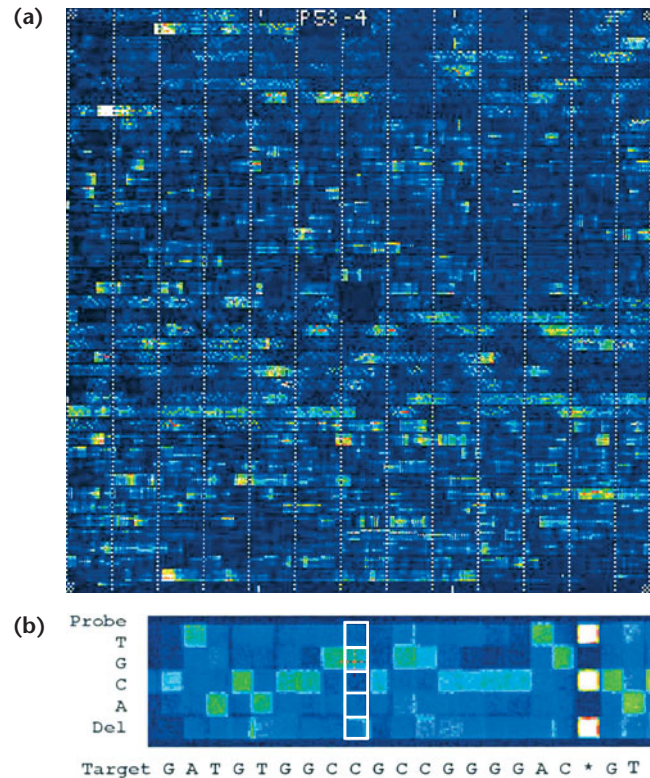 (a)
P53-4
(b)
Probe
T
G
C
A
Del
Target G A T G T G G C C G C C G G G G A C * G T